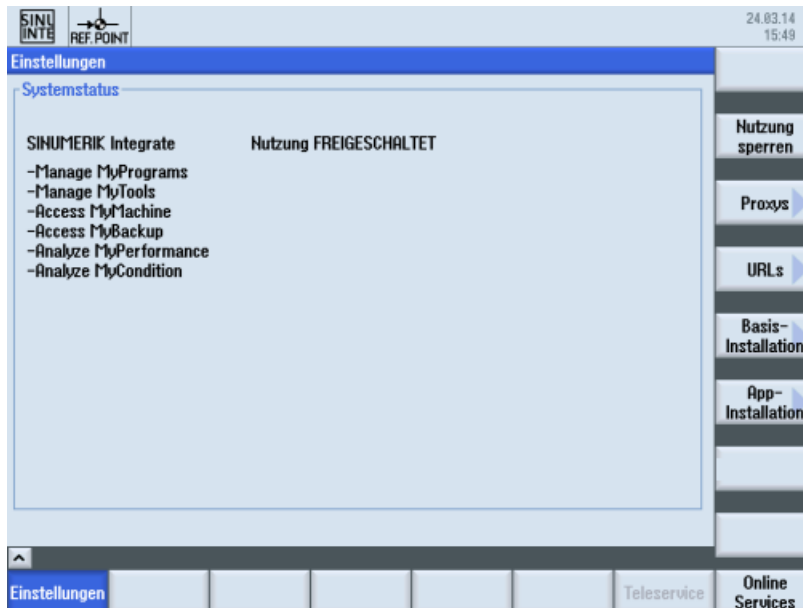 SINU
INTE
REF. POINT
24.03.14
15:49
Einstellungen
Systemstatus
SINUMERIK Integrate Nutzung FREIGESCHALTET
-Manage MyPrograms
-Manage MyTools
-Access MyMachine
-Access MyBackup
-Analyze MyPerformance
-Analyze MyCondition
Nutzung
sperren
Proxys
URLs
Basis-
Installation
App-
Installation
Einstellungen
Teleservice
Online
Services